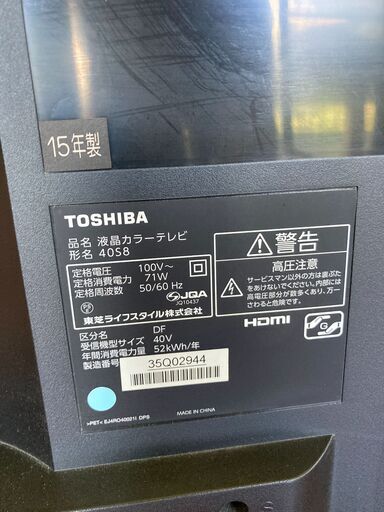 15年製
TOSHIBA
品名 液晶カラーテレビ
形名 40S8
定格電圧 100V~
定格消費電力 71W
定格周波数 50/60 Hz
JQA
JQ10437
東芝ライフスタイル株式会社
警告
高圧注意
サービスマン以外の方は裏ぶた
をあけないでください。内部に
は高電圧部分が数多くあり、万一
さわると危険です。
区分名 DF
受信機型サイズ 40V
年間消費電力量 52kWh/年
製造番号 35Q02944
HDMI
G
MADE IN CHINA
>PET< EJ4RO40021I DPS